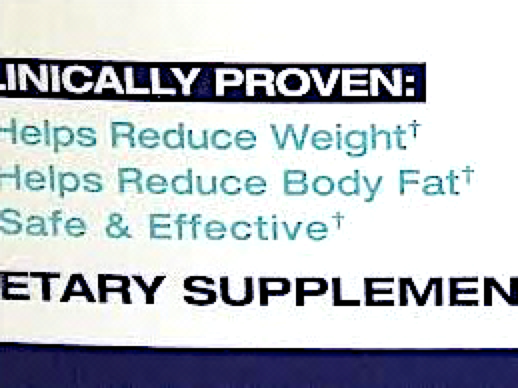 LINICALLY PROVEN:
Helps Reduce Weight†
Helps Reduce Body Fat†
Safe & Effective†
ETARY SUPPLEMEN